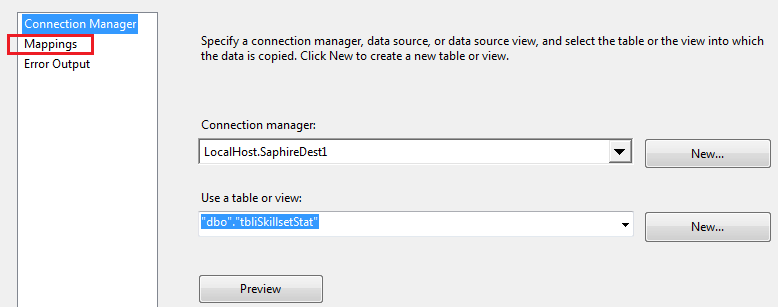 Connection Manager
Mappings
Error Output
Specify a connection manager, data source, or data source view, and select the table or the view into which
the data is copied. Click New to create a new table or view.
Connection manager:
LocalHost.SaphireDest1
New...
Use a table or view:
"dbo"."tbliSkillsetStat"
New...
Preview